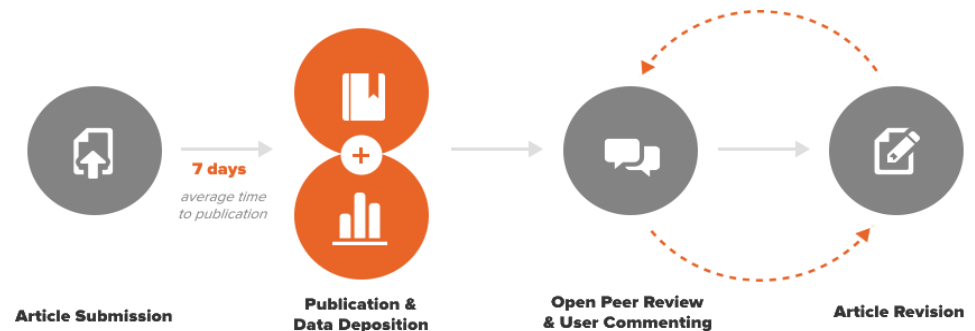 7 days
average time
to publication
Article Submission
Publication &
Data Deposition
Open Peer Review
& User Commenting
Article Revision